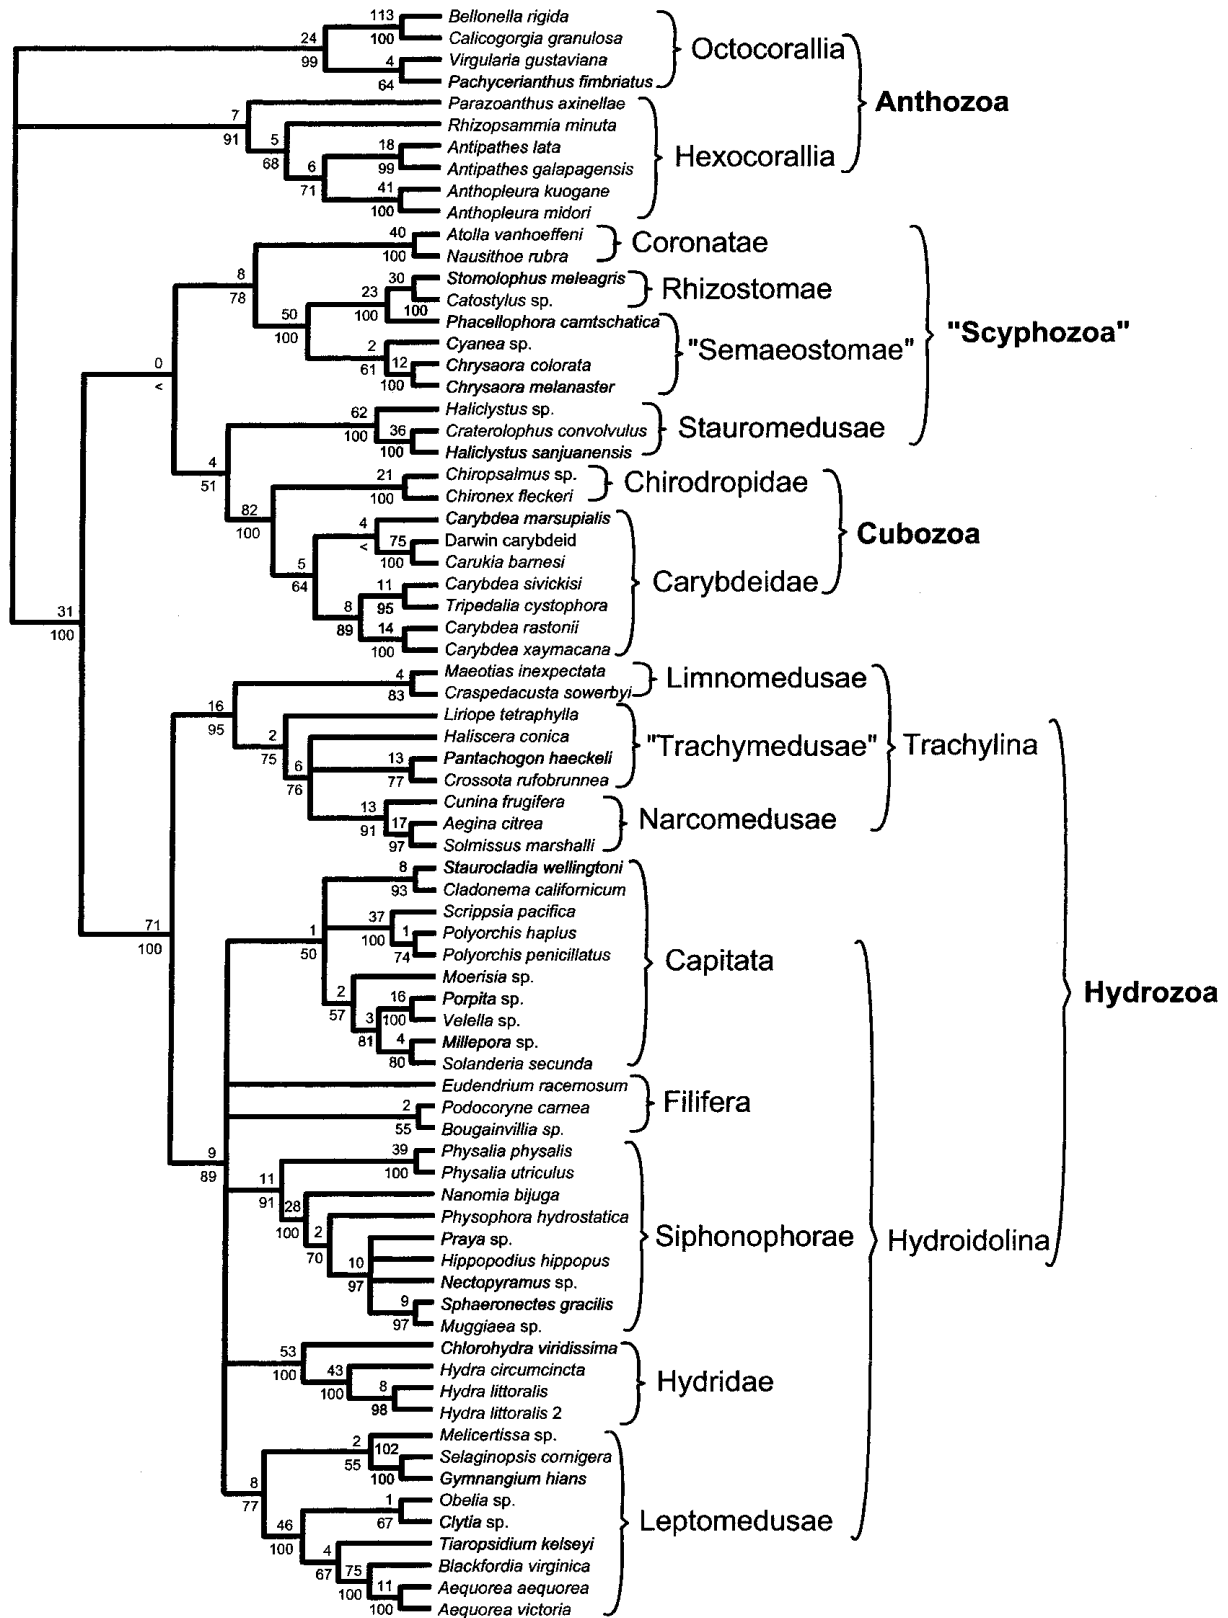 113
Bellonella rigida
24
100
Calicogorgia granulosa
Octocorallia
99
4
Virgularia gustaviana
64
Pachycerianthus fimbriatus
Anthozoa
7
Parazoanthus axinellae
91
5
Rhizopsammia minuta
68
18
Antipathes lata
Hexocorallia
6
99
Antipathes galapagensis
71
41
Anthopleura kuogane
100
Anthopleura midori
40
Atolla vanhoeffeni
Coronatae
100
Nausithoe rubra
8
30
Stomolophus meleagris
Rhizostomae
78
23
100
Catostylus sp.
50
100
Phacellophora camtschatica
100
2
Cyanea sp.
"Semaeostomae"
"Scyphozoa"
0
61
12
Chrysaora colorata
<
100
Chrysaora melanaster
62
Haliclystus sp.
100
36
Craterolophus convolvulus
Stauromedusae
100
Haliclystus sanjuanensis
4
21
Chiropsalmus sp.
Chirodropidae
51
100
Chironex fleckeri
82
100
4
Carybdea marsupialis
<
75
Darwin carybdeid
Cubozoa
5
100
Carukia barnesi
64
11
Carybdea sivickisi
Carybdeidae
8
95
Tripedalia cystophora
31
89
14
Carybdea rastonii
100
100
Carybdea xaymacana
4
Maeotias inexpectata
Limnomedusae
83
Craspedacusta sowerbyi
16
95
Liriope tetraphylla
2
Haliscera conica
"Trachymedusae"
Trachylina
75
6
13
Pantachogon haeckeli
76
77
Crossota rufobrunnea
13
Cunina frugifera
91
17
Aegina citrea
Narcomedusae
97
Solmissus marshalli
8
Staurocladia wellingtoni
93
Cladonema californicum
71
37
Scrippsia pacifica
100
1
100
1
Polyorchis haplus
50
74
Polyorchis penicillatus
Capitata
2
Moerisia sp.
57
16
Porpita sp.
Hydrozoa
3
100
Velella sp.
81
4
Millepora sp.
80
Solanderia secunda
Eudendrium racemosum
Filifera
2
Podocoryne carnea
55
Bougainvillia sp.
9
39
Physalia physalis
89
11
100
Physalia utriculus
91
28
Nanomia bijuga
100
2
Physophora hydrostatica
Siphonophorae
Hydroidolina
70
Praya sp.
10
Hippopodius hippopus
97
Nectopyramus sp.
9
Sphaeronectes gracilis
97
Muggiaea sp.
53
Chlorohydra viridissima
100
43
Hydra circumcincta
Hydridae
100
8
Hydra littoralis
98
Hydra littoralis 2
2
Melicertissa sp.
55
102
Selaginopsis cornigera
8
100
Gymnangium hians
77
1
Obelia sp.
Leptomedusae
46
67
Clytia sp.
100
4
Tiaropsidium kelseyi
67
75
Blackfordia virginica
100
11
Aequorea aequorea
100
Aequorea victoria